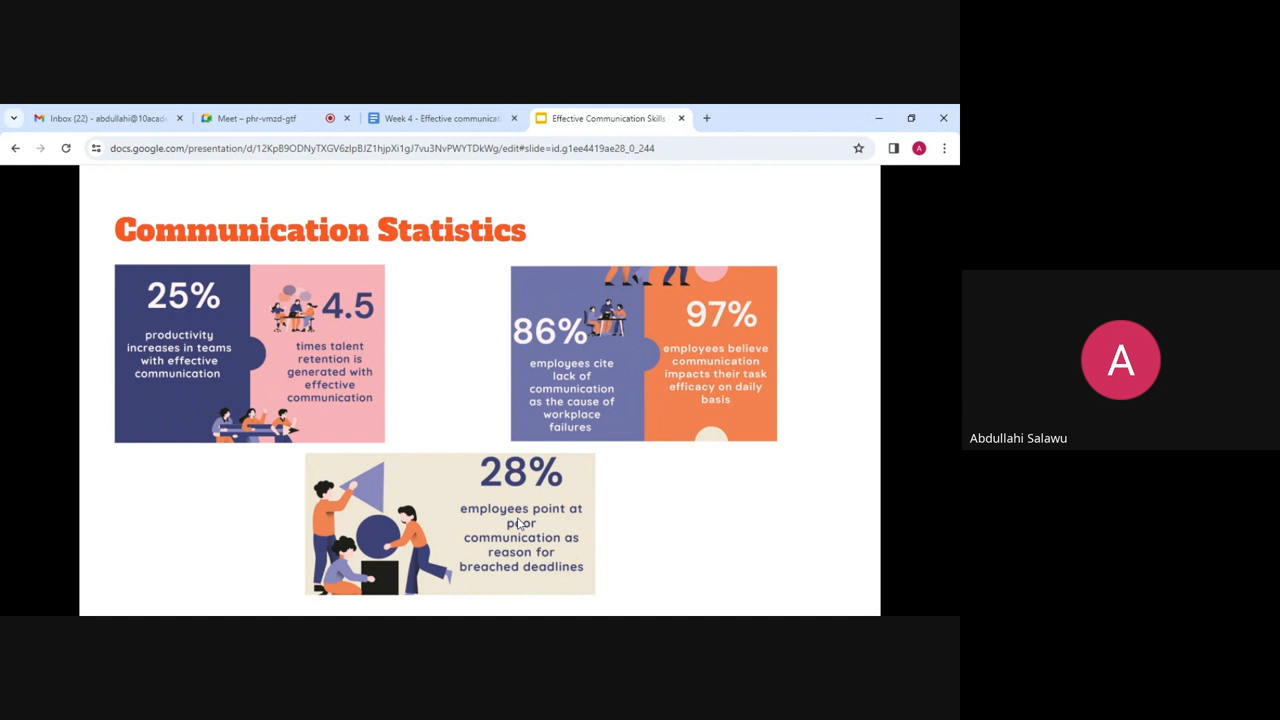 Inbox (22) - abdullahi@10acad
Meet – phr-vmzd-gtf
Week 4 - Effective communicat
Effective Communication Skills
docs.google.com/presentation/d/12KpB9ODNyTXGV6zlpBJZ1hjpXi1gJ7vu3NvPWYTDkWg/edit#slide=id.g1ee4419ae28_0_244
A
Communication Statistics
25%
productivity
increases in teams
with effective
communication
4.5
times talent
retention is
generated with
effective
communication
86%
employees cite
lack of
communication
as the cause of
workplace
failures
97%
employees believe
communication
impacts their task
efficacy on daily
basis
28%
employees point at
poor
communication as
reason for
breached deadlines
A
Abdullahi Salawu